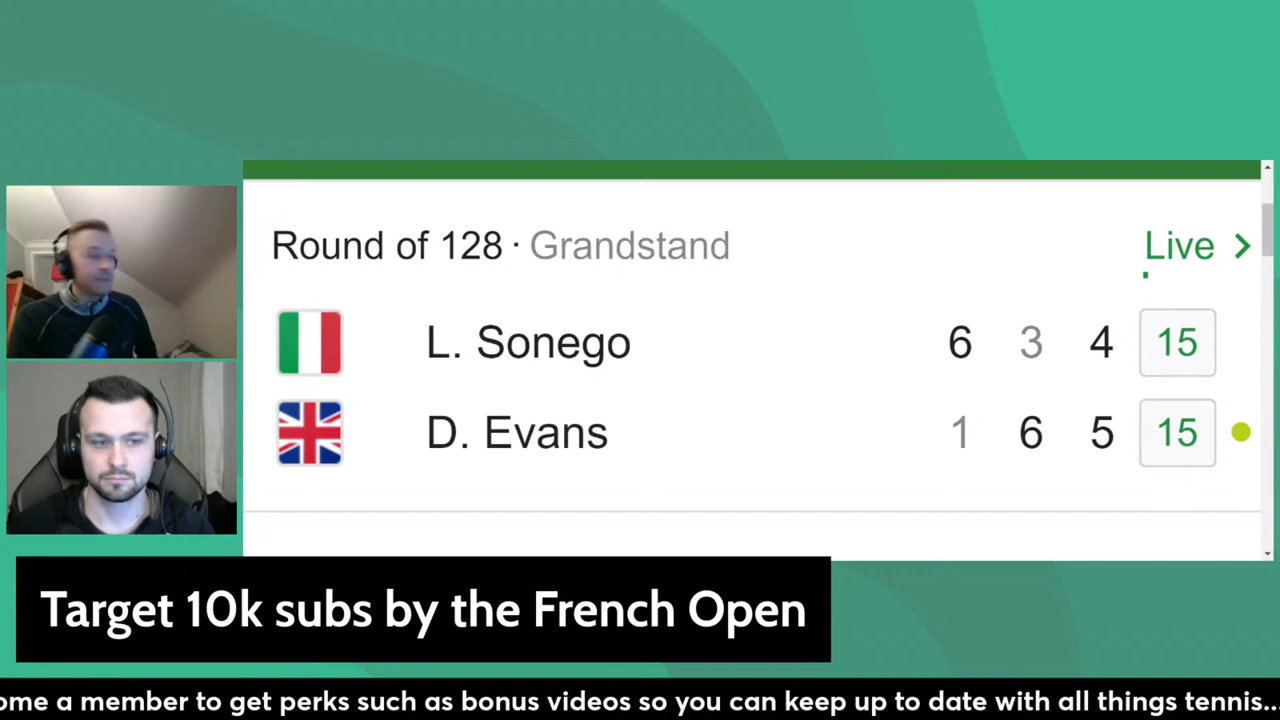 Round of 128 · Grandstand
Live
L. Sonego 6 3 4 15
D. Evans 1 6 5 15
Target 10k subs by the French Open
ome a member to get perks such as bonus videos so you can keep up to date with all things tennis...